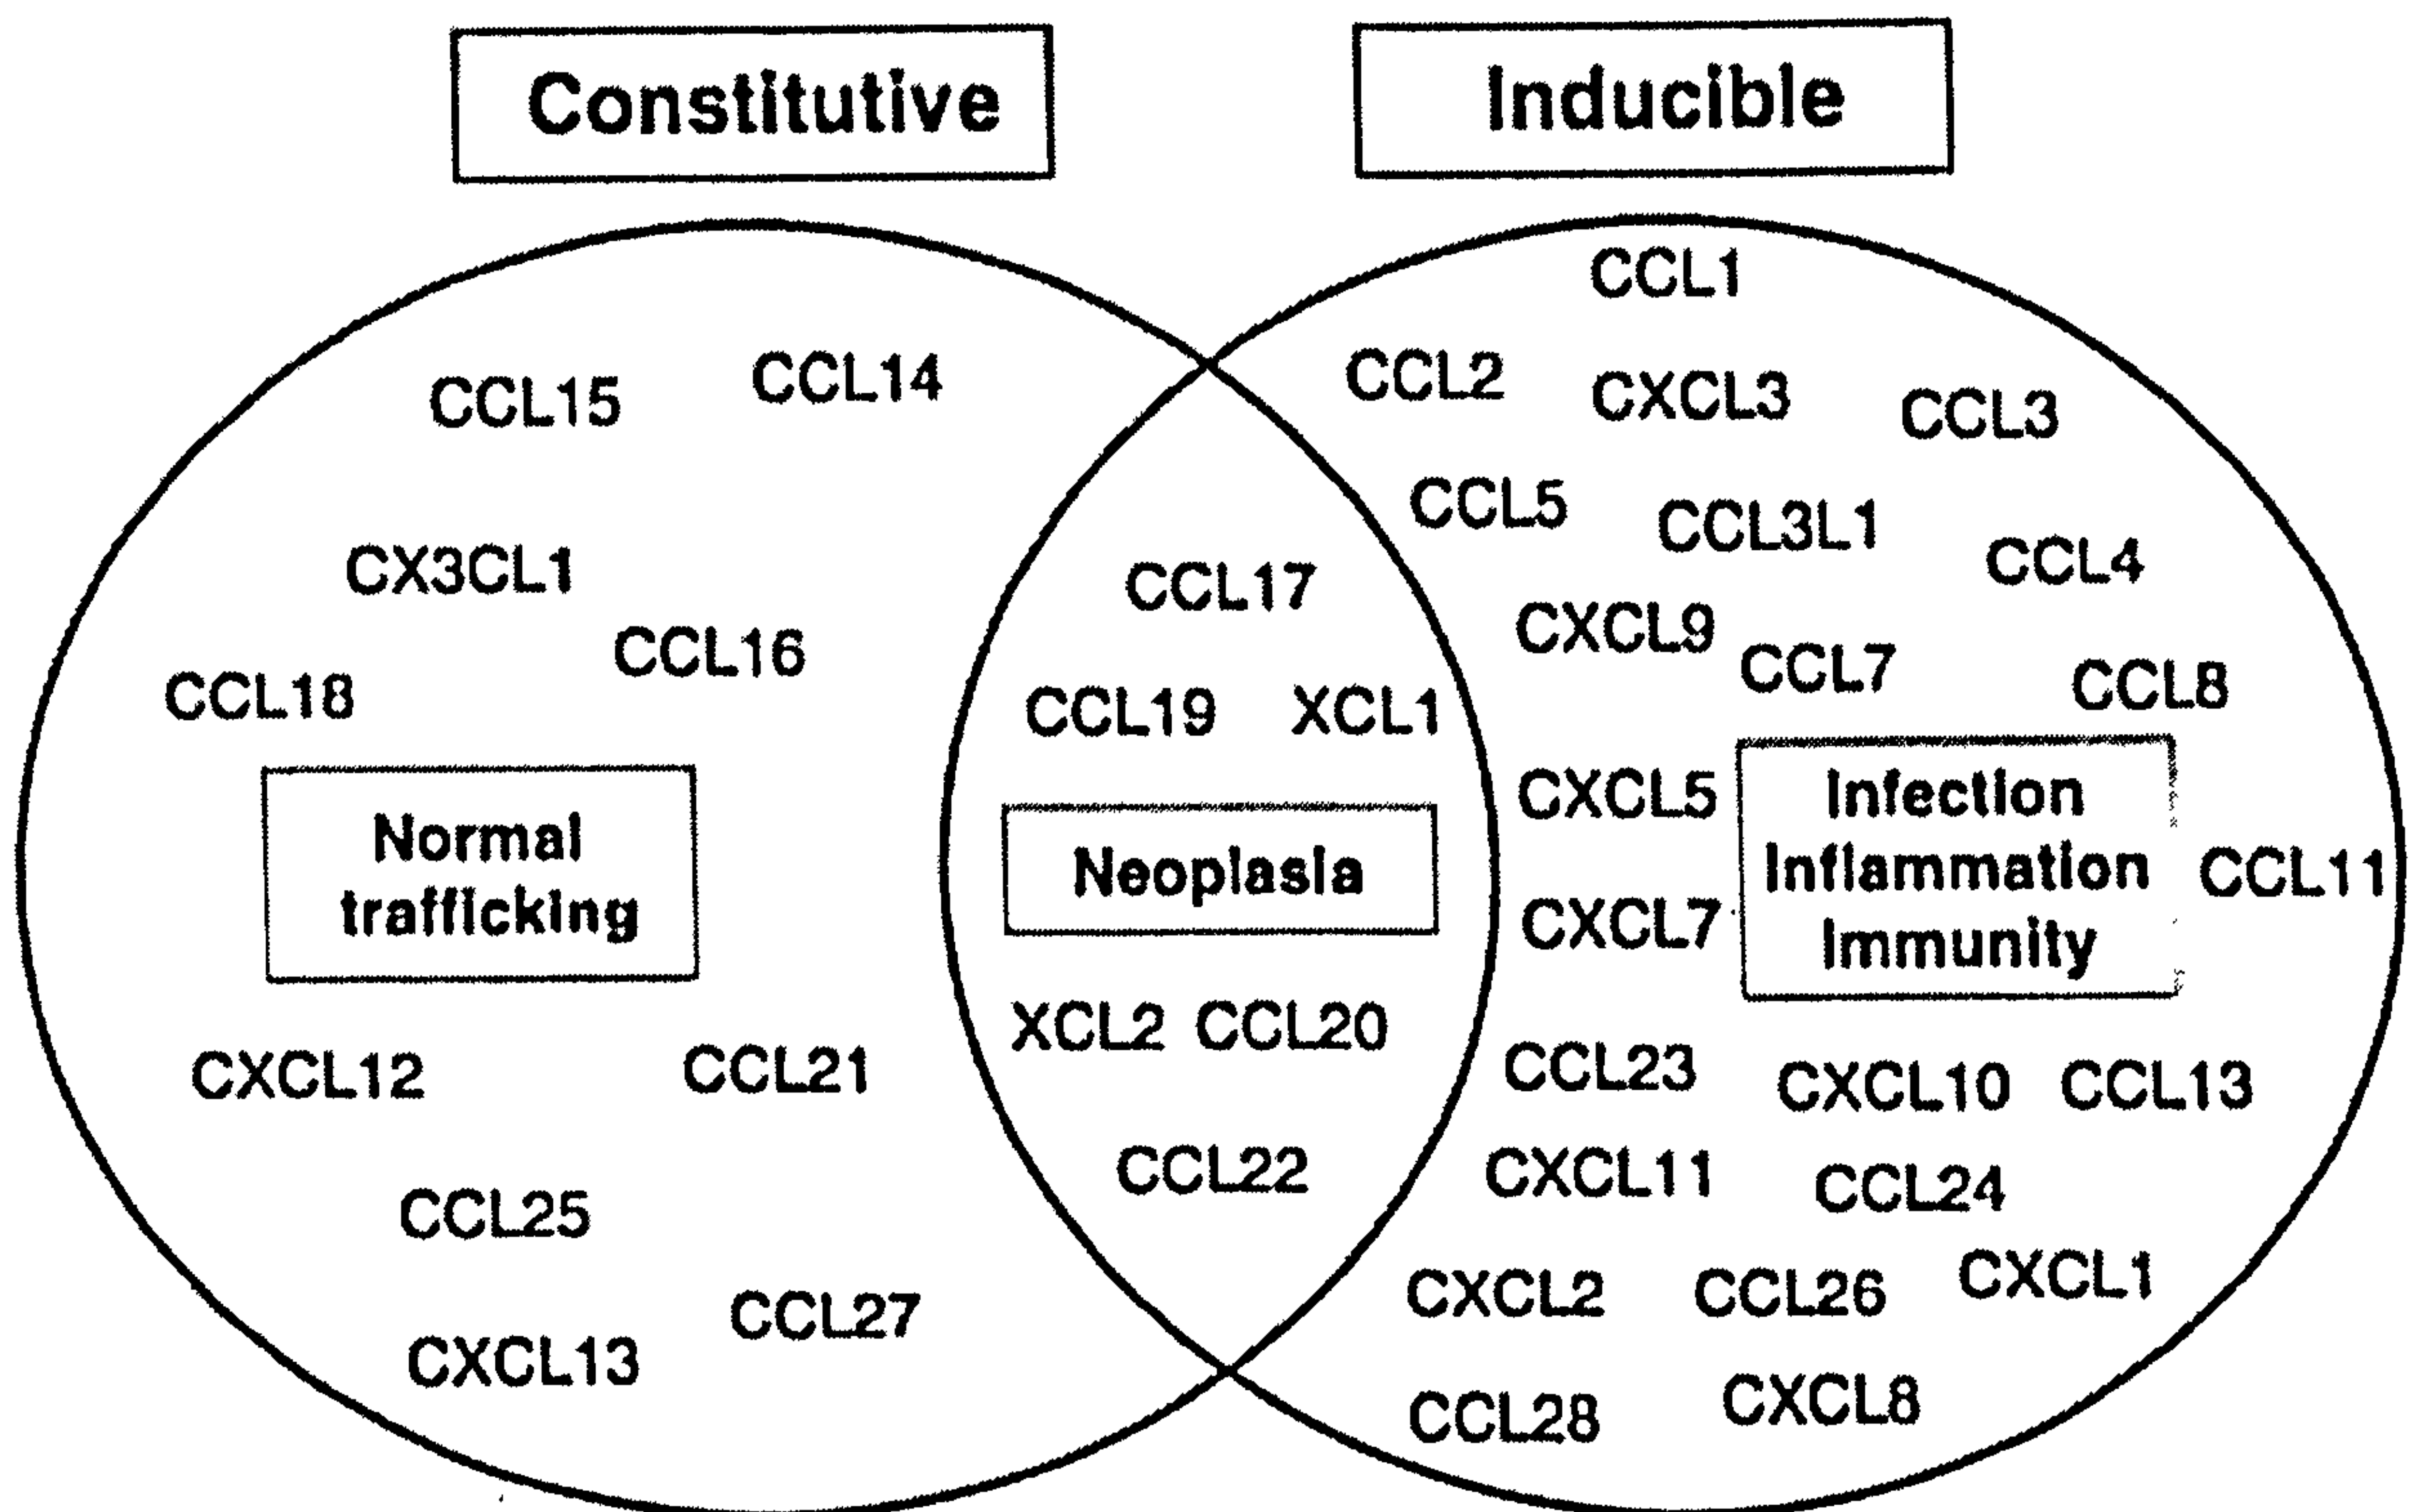 Constitutive
Inducible
CCL15
CCL14
CX3CL1
CCL16
CCL18
Normal
trafficking
CXCL12
CCL21
CCL25
CCL27
CXCL13
CCL17
CCL19 XCL1
Neoplasia
XCL2 CCL20
CCL22
CCL1
CCL2 CXCL3 CCL3
CCL5 CCL3L1 CCL4
CXCL9 CCL7 CCL8
CXCL5
CXCL7
Infection
Inflammation
Immunity
CCL11
CCL23 CXCL10 CCL13
CXCL11 CCL24
CXCL2 CCL26 CXCL1
CCL28 CXCL8